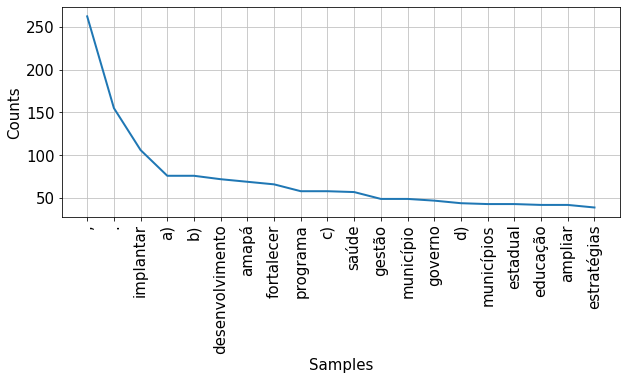 250
200
150
100
50
Counts
,
.
implantar
a)
b)
desenvolvimento
amapá
fortalecer
programa
c)
saúde
gestão
município
governo
d)
municípios
estadual
educação
ampliar
estratégias
Samples